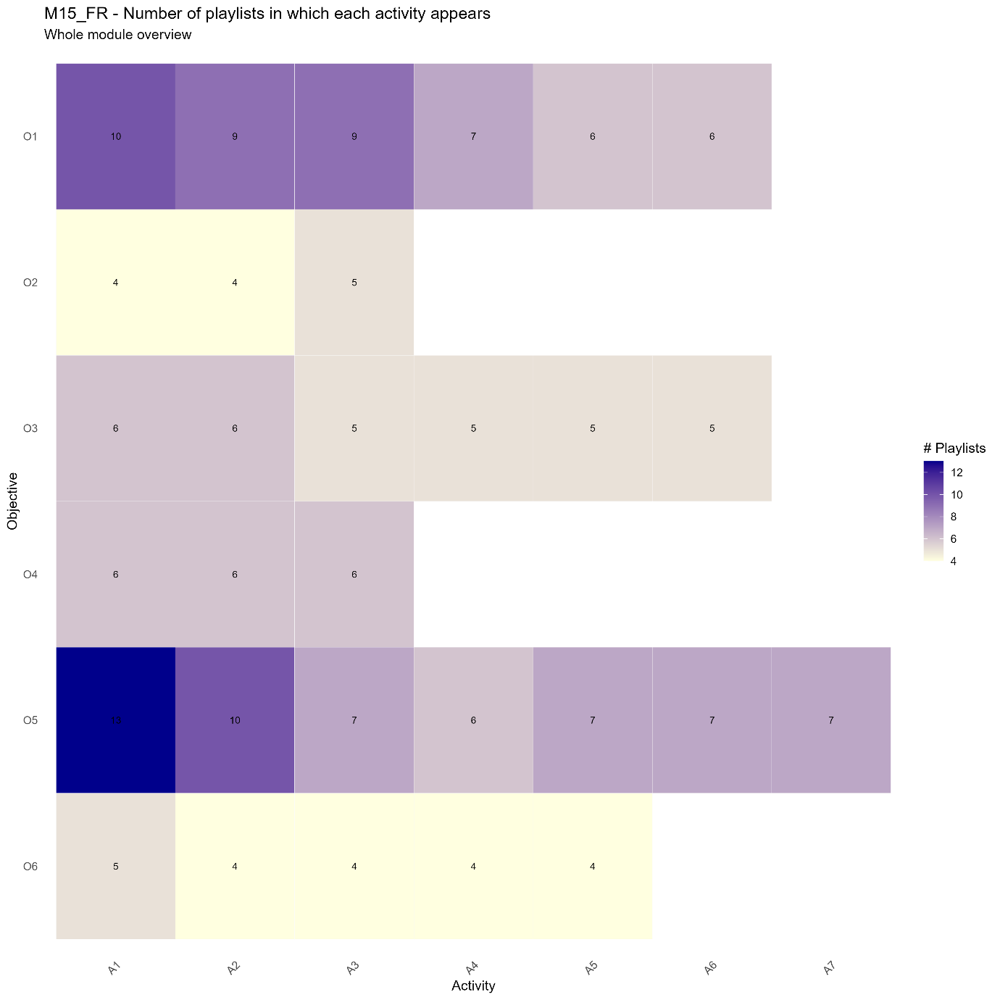 M15_FR - Number of playlists in which each activity appears
Whole module overview
O1
10 9 9 7 6 6
O2
4 4 5
O3
6 6 5 5 5 5
# Playlists
12
10
8
6
4
Objective
O4
6 6 6
O5
13 10 7 6 7 7 7
O6
5 4 4 4 4
A1 A2 A3 A4 A5 A6 A7
Activity